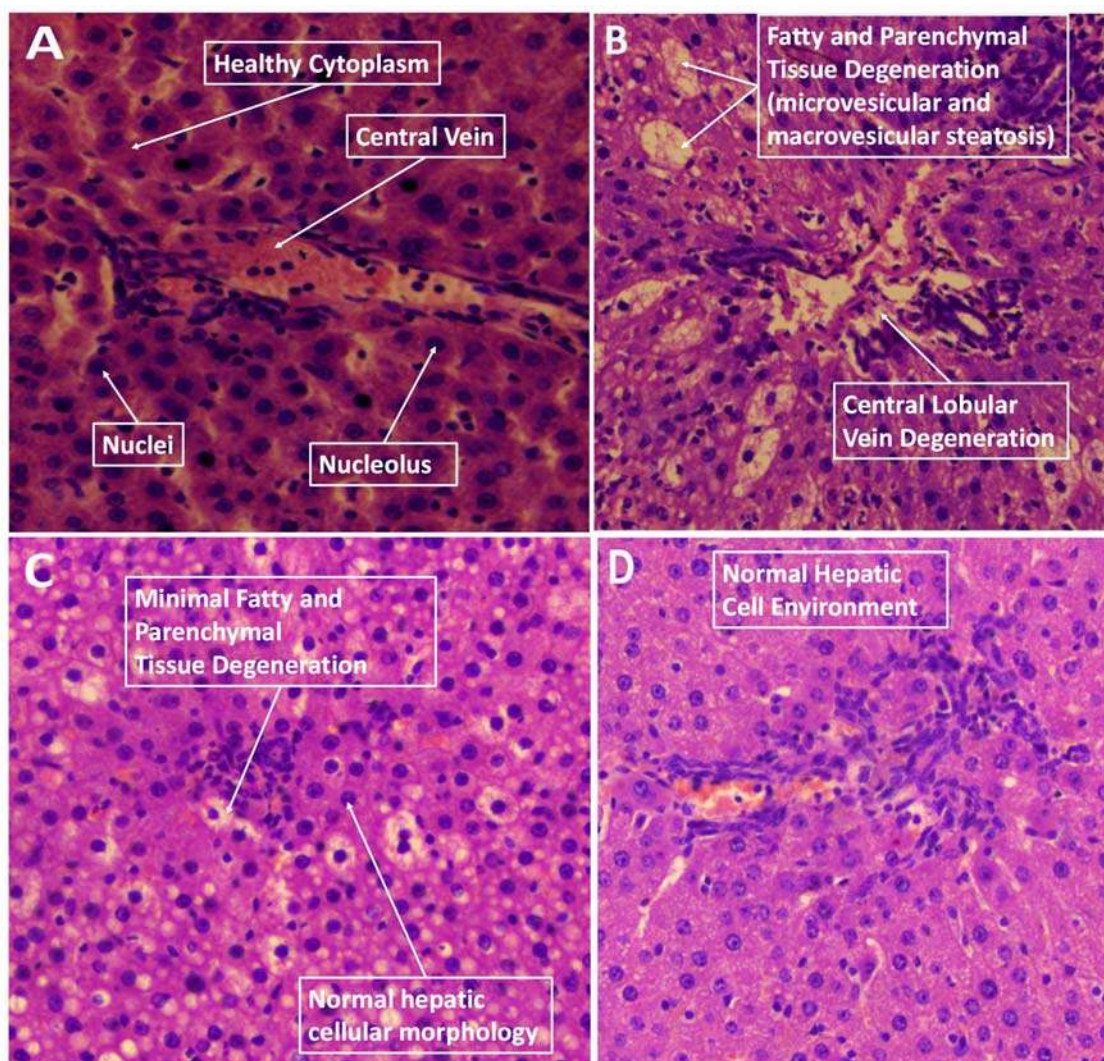 A
Healthy Cytoplasm
Central Vein
Nuclei
Nucleolus
B
Fatty and Parenchymal
Tissue Degeneration
(microvesicular and
macrovesicular steatosis)
Central Lobular
Vein Degeneration
C
Minimal Fatty and
Parenchymal
Tissue Degeneration
Normal hepatic
cellular morphology
D
Normal Hepatic
Cell Environment